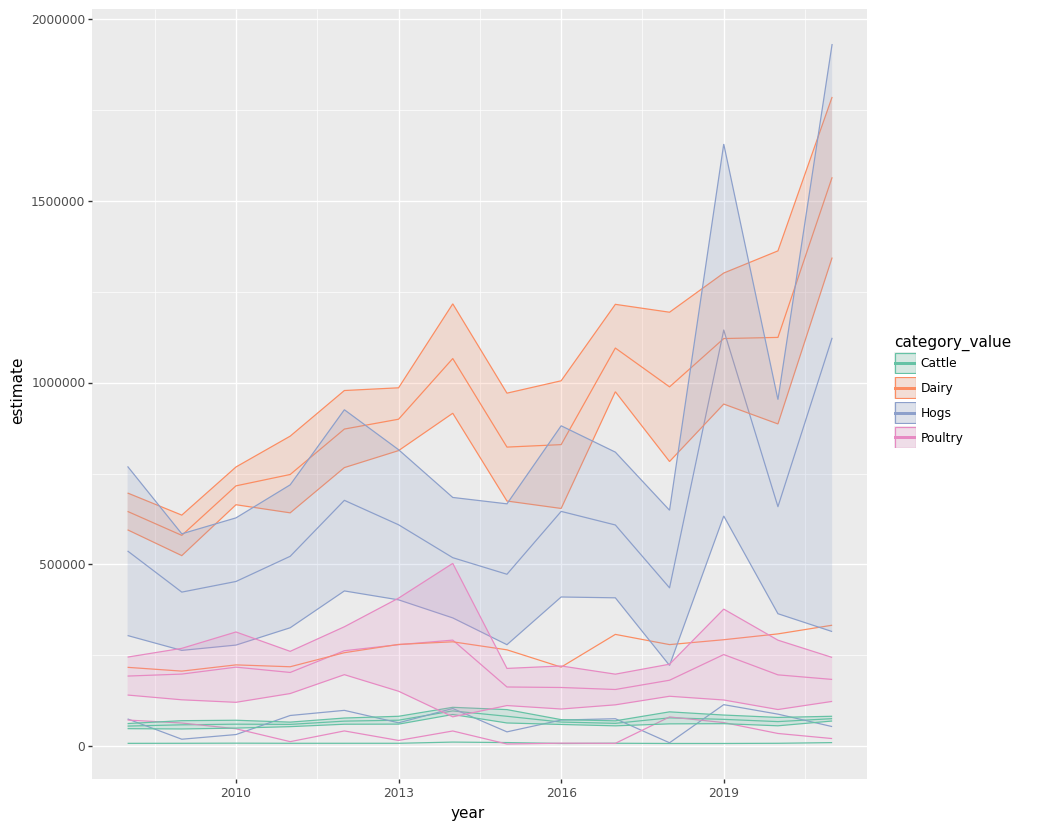 2000000
1500000
1000000
500000
0
estimate
2010
2013
2016
2019
year
category_value
Cattle
Dairy
Hogs
Poultry